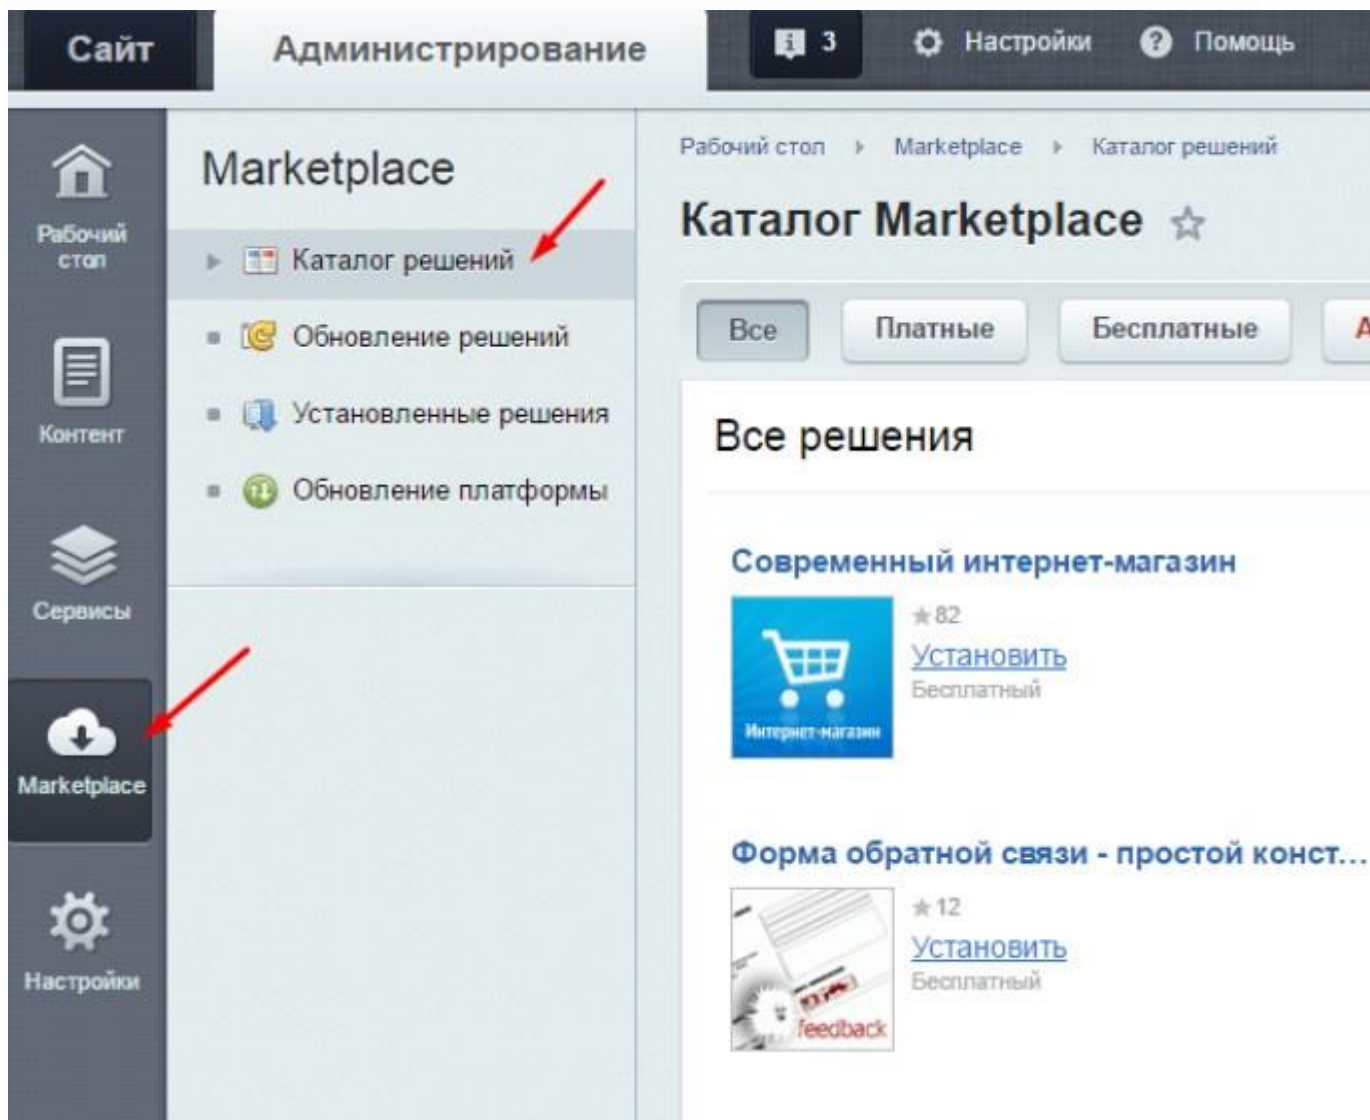 Сайт
Администрирование
3
Настройки
Помощь
Рабочий
стол
Контент
Сервисы
Marketplace
Настройки
Marketplace
Каталог решений
Обновление решений
Установленные решения
Обновление платформы
Рабочий стол
Marketplace
Каталог решений
Каталог Marketplace
Все
Платные
Бесплатные
Все решения
Современный интернет-магазин
82
Установить
Бесплатный
Интернет-магазин
Форма обратной связи - простой конст...
12
Установить
Бесплатный
feedback